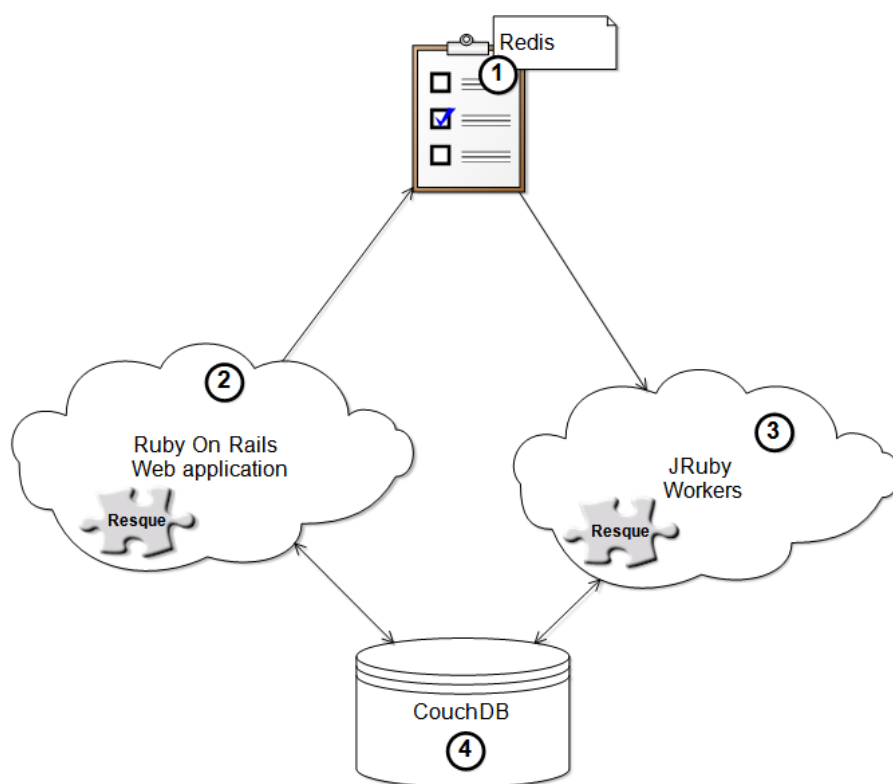 Redis
1
2
Ruby On Rails
Web application
Resque
3
JRuby
Workers
Resque
CouchDB
4